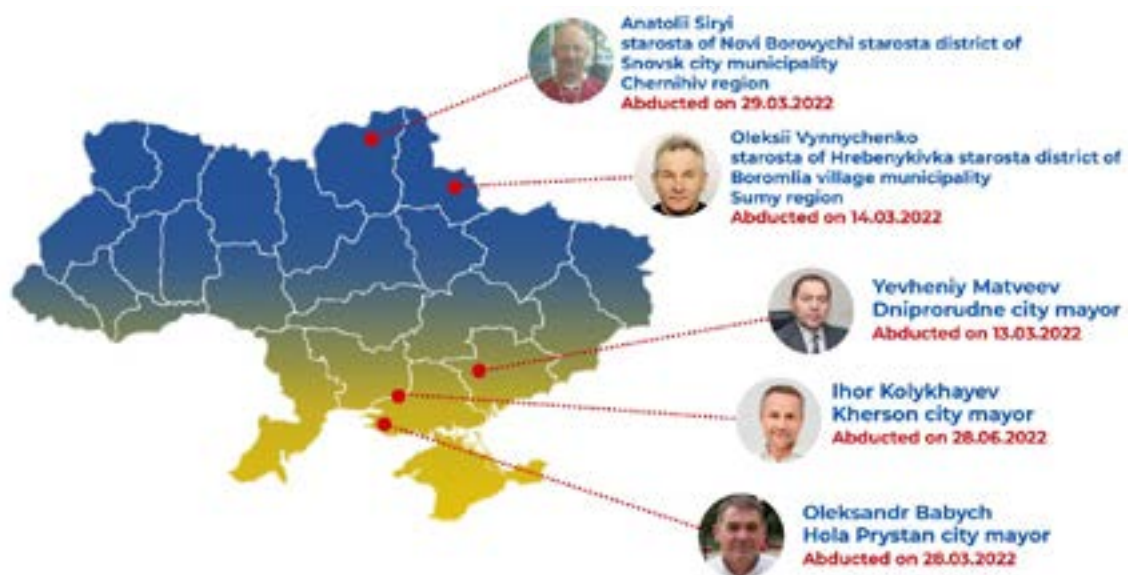 Anatolii Siryi
starosta of Novi Borovychi starosta district of
Snovsk city municipality
Chernihiv region
Abducted on 29.03.2022
Oleksii Vynnychenko
starosta of Hrebenykivka starosta district of
Boromlia village municipality
Sumy region
Abducted on 14.03.2022
Yevheniy Matveev
Dniprorudne city mayor
Abducted on 13.03.2022
Ihor Kolykhayev
Kherson city mayor
Abducted on 28.06.2022
Oleksandr Babych
Hola Prystan city mayor
Abducted on 28.03.2022